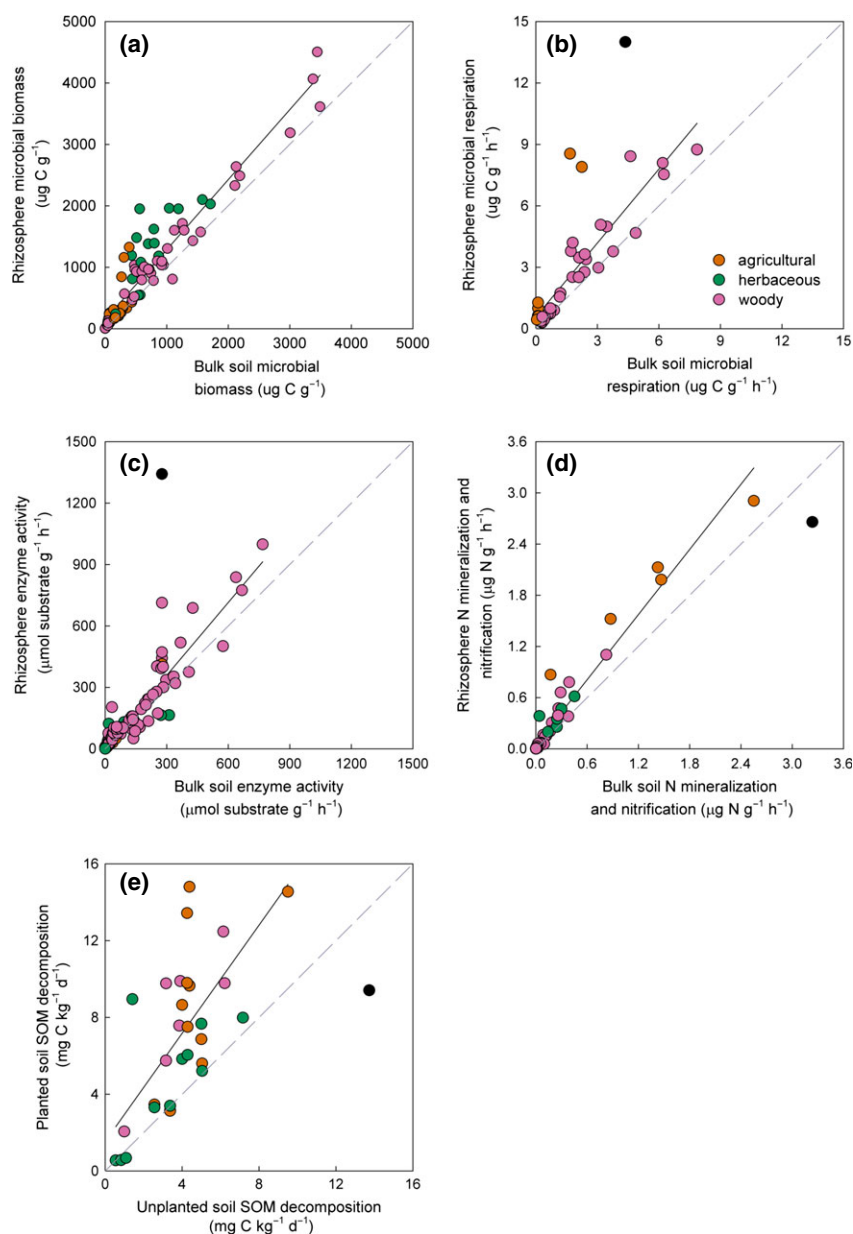 (a)
5000
4000
3000
2000
1000
0
Rhizosphere microbial biomass
(ug C g⁻¹)
0 1000 2000 3000 4000 5000
Bulk soil microbial
biomass (ug C g⁻¹)
(b)
15
12
9
6
3
0
Rhizosphere microbial respiration
(ug C g⁻¹ h⁻¹)
agricultural
herbaceous
woody
0 3 6 9 12 15
Bulk soil microbial
respiration (ug C g⁻¹ h⁻¹)
(c)
1500
1200
900
600
300
0
Rhizosphere enzyme activity
(μmol substrate g⁻¹ h⁻¹)
0 300 600 900 1200 1500
Bulk soil enzyme activity
(μmol substrate g⁻¹ h⁻¹)
(d)
3.6
3.0
2.4
1.8
1.2
0.6
0.0
Rhizosphere N mineralization and
nitrification (μg N g⁻¹ h⁻¹)
0.0 0.6 1.2 1.8 2.4 3.0 3.6
Bulk soil N mineralization
and nitrification (μg N g⁻¹ h⁻¹)
(e)
16
12
8
4
0
Planted soil SOM decomposition
(mg C kg⁻¹ d⁻¹)
0 4 8 12 16
Unplanted soil SOM decomposition
(mg C kg⁻¹ d⁻¹)